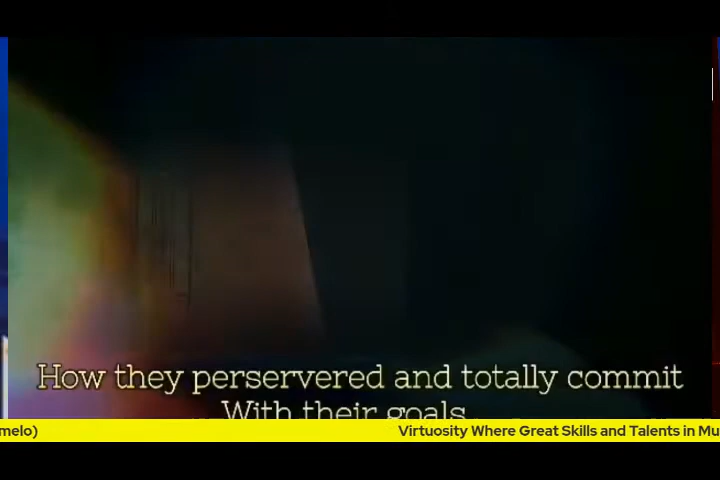 How they perservered and totally commit
With their goals
melo) Virtuosity Where Great Skills and Talents in Mu